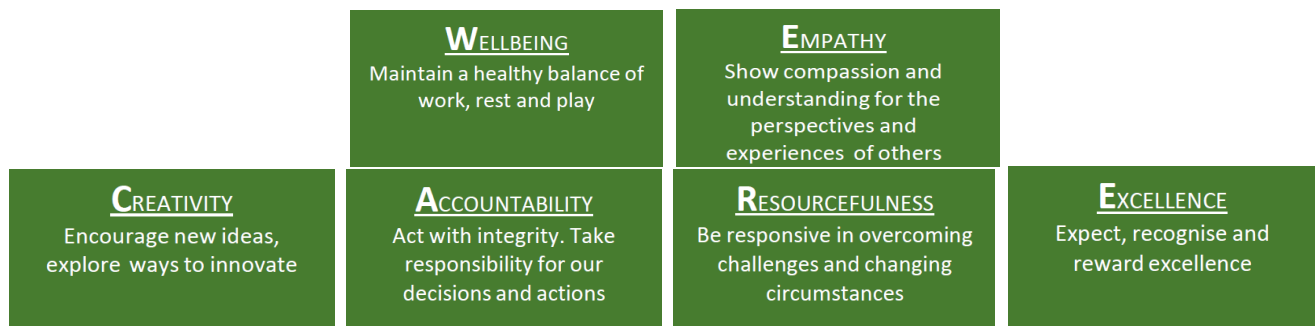 WELLBEING
Maintain a healthy balance of
work, rest and play
EMPATHY
Show compassion and
understanding for the
perspectives and
experiences of others
CREATIVITY
Encourage new ideas,
explore ways to innovate
ACCOUNTABILITY
Act with integrity. Take
responsibility for our
decisions and actions
RESOURCEFULNESS
Be responsive in overcoming
challenges and changing
circumstances
EXCELLENCE
Expect, recognise and
reward excellence